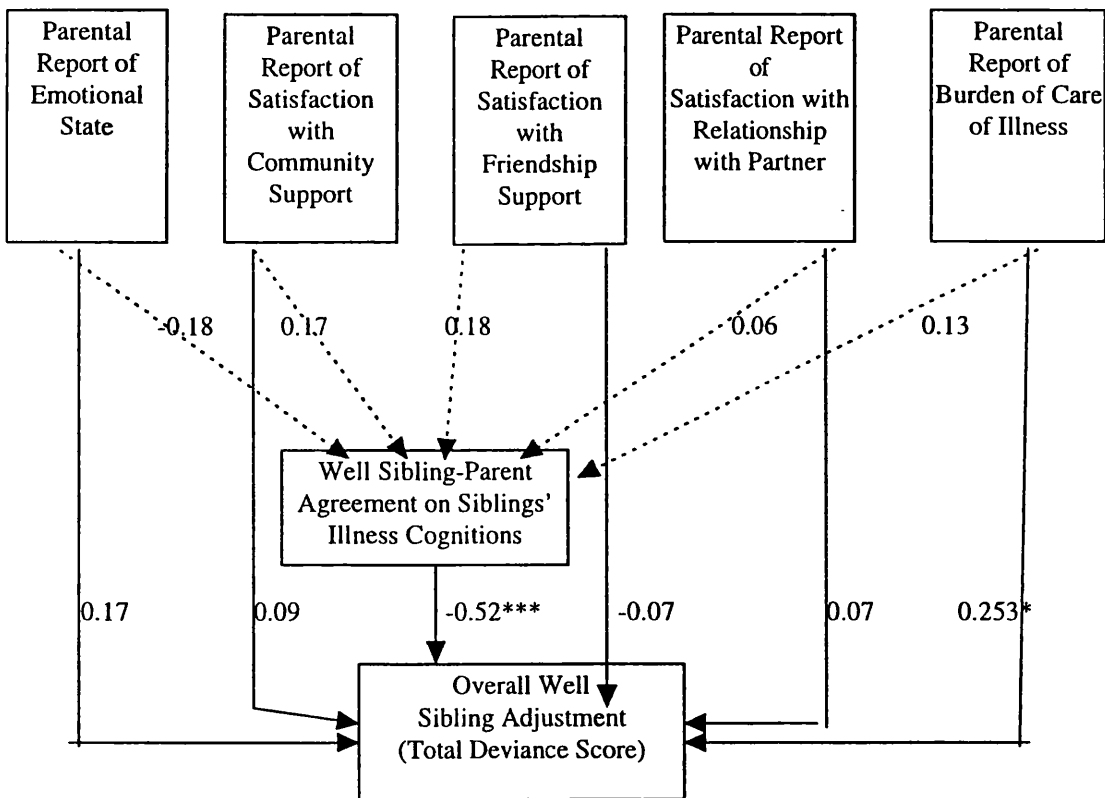 Parental
Report of
Emotional
State
Parental
Report of
Satisfaction
with
Community
Support
Parental
Report of
Satisfaction
with
Friendship
Support
Parental Report
of
Satisfaction with
Relationship
with Partner
Parental
Report of
Burden of Care
of Illness
-0.18
0.17
0.18
0.06
0.13
Well Sibling-Parent
Agreement on Siblings'
Illness Cognitions
0.17
0.09
-0.52***
-0.07
0.07
0.253*
Overall Well
Sibling Adjustment
(Total Deviance Score)